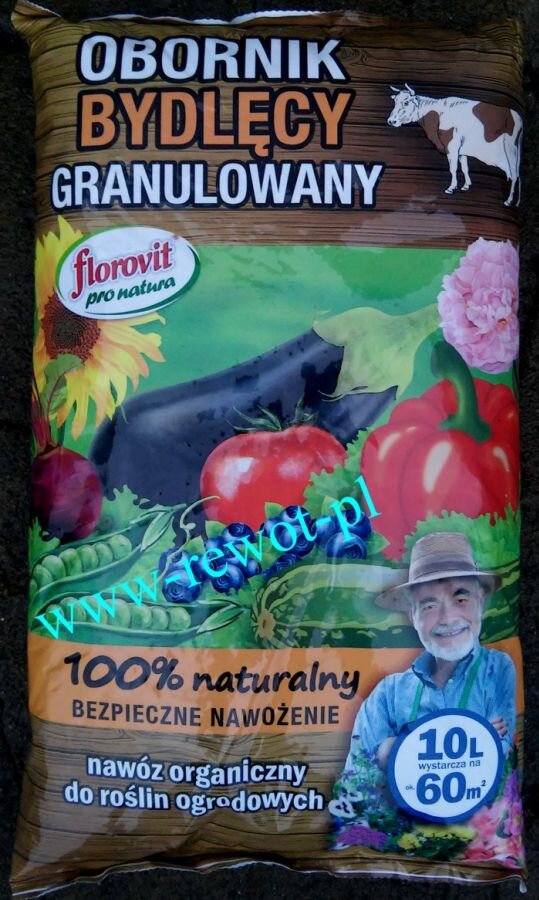 OBORNIK
BYDLĘCY
GRANULOWANY
florovit
pro natura
www-rewot-pl
100% naturalny
BEZPIECZNE NAWOŻENIE
nawóz organiczny
do roślin ogrodowych
10L
wystarcza na
ok. 60m²